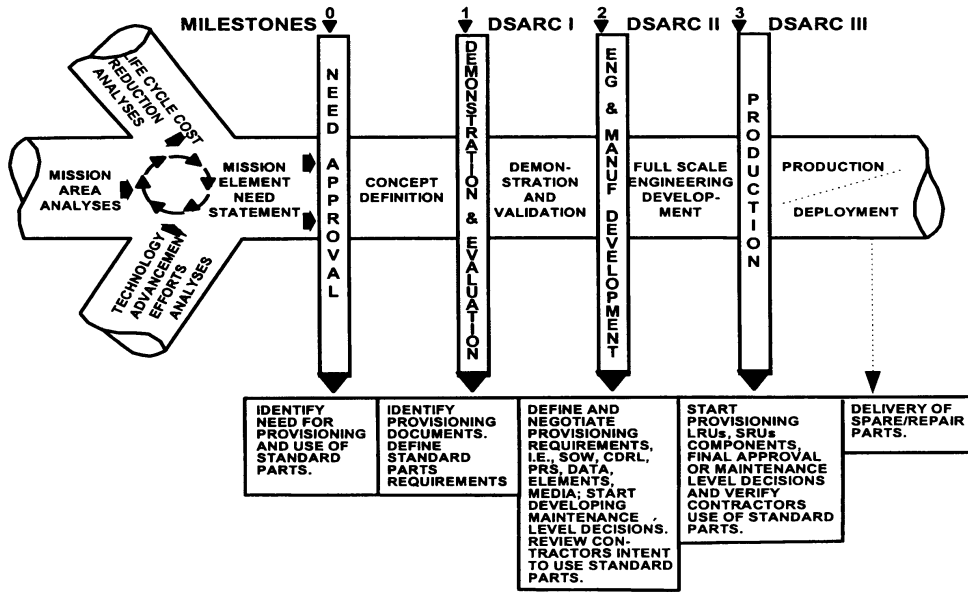 MILESTONES 0 1 DSARC I 2 DSARC II 3 DSARC III
LIFE CYCLE COST
REDUCTION
ANALYSES
MISSION
AREA
ANALYSES
TECHNOLOGY
ADVANCEMENT
EFFORTS
ANALYSES
MISSION
ELEMENT
NEED
STATEMENT
NEED APPROVAL
CONCEPT
DEFINITION
DEMONSTRATION & EVALUATION
DEMON-
STRATION
AND
VALIDATION
ENG & MANUF DEVELOPMENT
FULL SCALE
ENGINEERING
DEVELOP-
MENT
PRODUCTION
PRODUCTION
DEPLOYMENT
IDENTIFY
NEED FOR
PROVISIONING
AND USE OF
STANDARD
PARTS.
IDENTIFY
PROVISIONING
DOCUMENTS.
DEFINE
STANDARD
PARTS
REQUIREMENTS
DEFINE AND
NEGOTIATE
PROVISIONING
REQUIREMENTS,
I.E., SOW, CDRL,
PRS, DATA,
ELEMENTS,
MEDIA; START
DEVELOPING
MAINTENANCE
LEVEL DECISIONS.
REVIEW CON-
TRACTORS INTENT
TO USE STANDARD
PARTS.
START
PROVISIONING
LRUs, SRUs
COMPONENTS,
FINAL APPROVAL
OR MAINTENANCE
LEVEL DECISIONS
AND VERIFY
CONTRACTORS
USE OF STANDARD
PARTS.
DELIVERY OF
SPARE/REPAIR
PARTS.